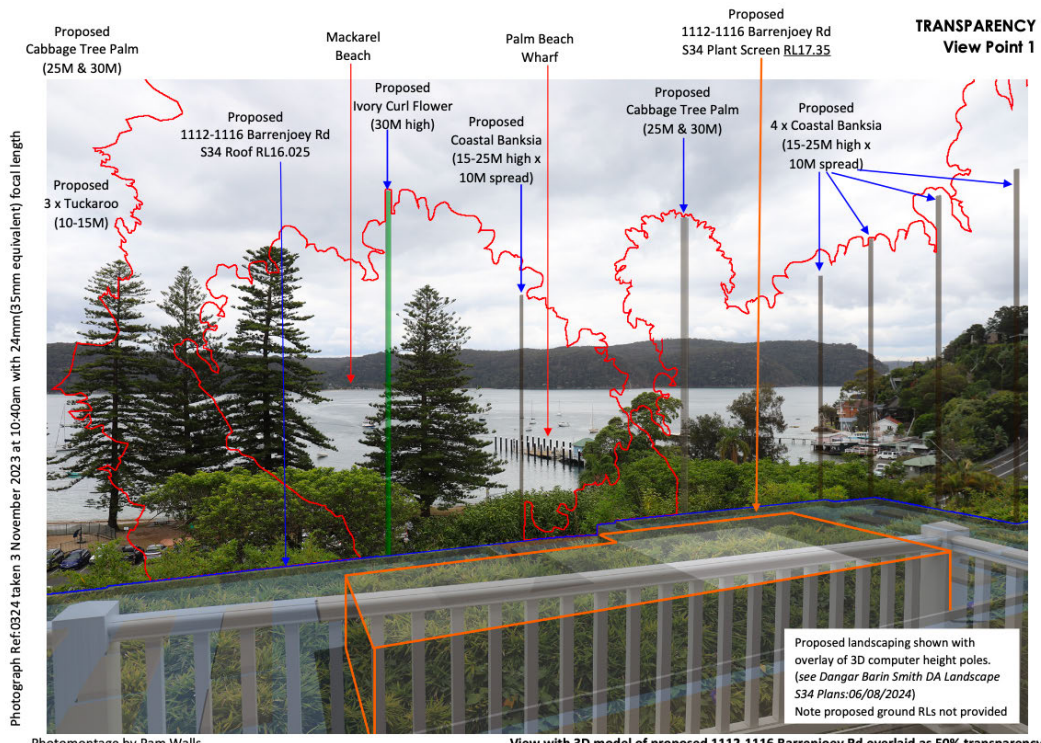 TRANSPARENCY
View Point 1
Proposed
Cabbage Tree Palm
(25M & 30M)
Mackarel
Beach
Palm Beach
Wharf
Proposed
1112-1116 Barrenjoey Rd
S34 Plant Screen RL17.35
Proposed
1112-1116 Barrenjoey Rd
S34 Roof RL16.025
Proposed
Ivory Curl Flower
(30M high)
Proposed
Coastal Banksia
(15-25M high x
10M spread)
Proposed
Cabbage Tree Palm
(25M & 30M)
Proposed
4 x Coastal Banksia
(15-25M high x
10M spread)
Proposed
3 x Tuckaroo
(10-15M)
Photograph Ref:0324 taken 3 November 2023 at 10:40am with 24mm(35mm equivalent) focal length
Proposed landscaping shown with
overlay of 3D computer height poles.
(see Dangar Barin Smith DA Landscape
S34 Plans:06/08/2024)
Note proposed ground RLs not provided
Photomontage by Pam Walls
View with 3D model of proposed 1112-1116 Barrenjoey Rd overlaid as 50% transparency